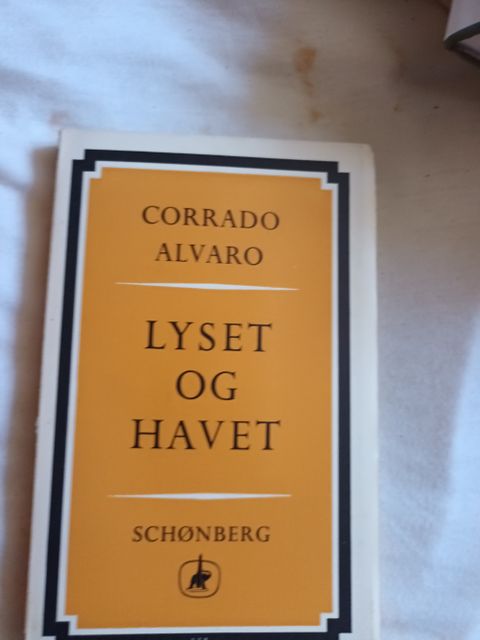 CORRADO
ALVARO
LYSET
OG
HAVET
SCHØNBERG